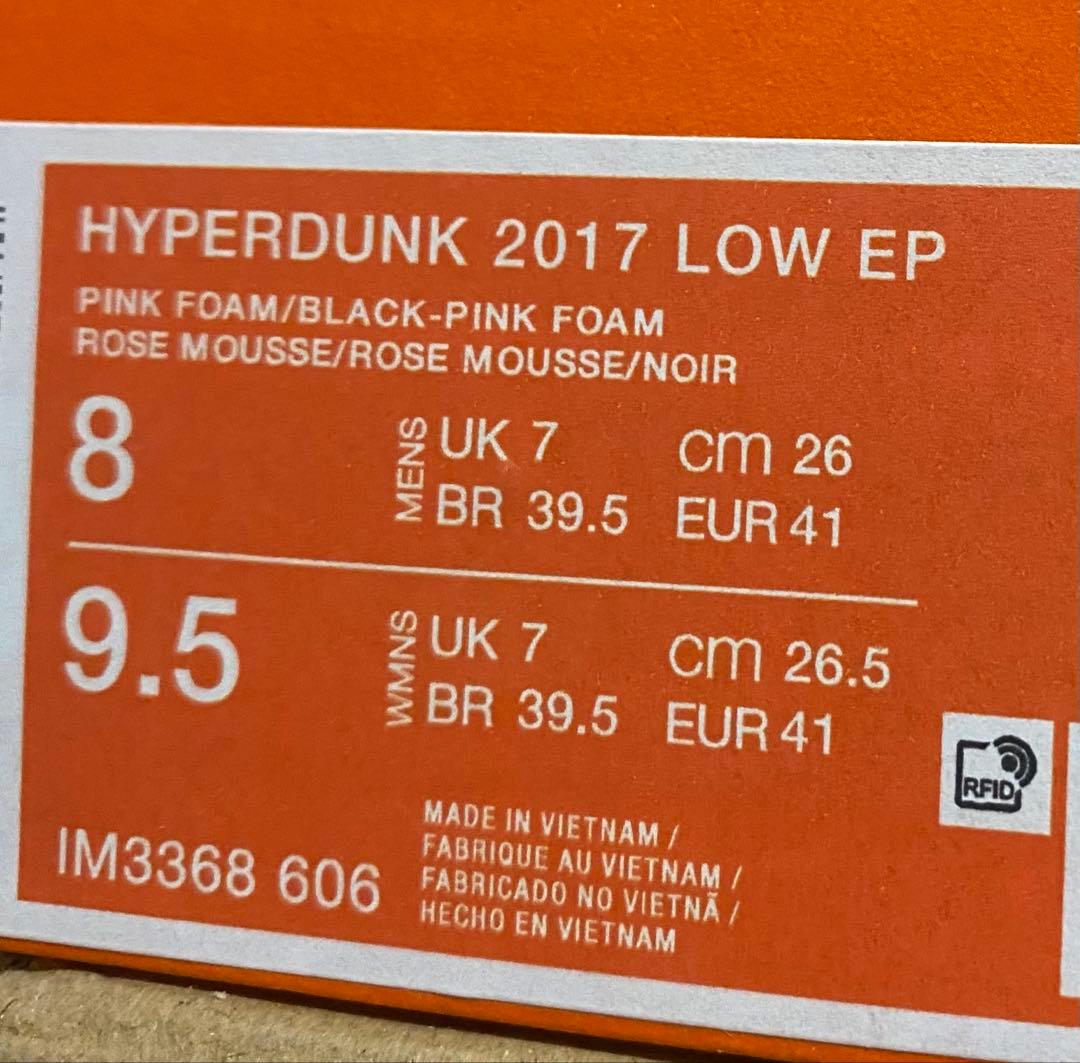 HYPERDUNK 2017 LOW EP
PINK FOAM/BLACK-PINK FOAM
ROSE MOUSSE/ROSE MOUSSE/NOIR
8 MENS UK 7 cm 26
BR 39.5 EUR 41
9.5 WMNS UK 7 cm 26.5
BR 39.5 EUR 41
RFID
IM3368 606
MADE IN VIETNAM /
FABRIQUE AU VIETNAM /
FABRICADO NO VIETNÃ /
HECHO EN VIETNAM